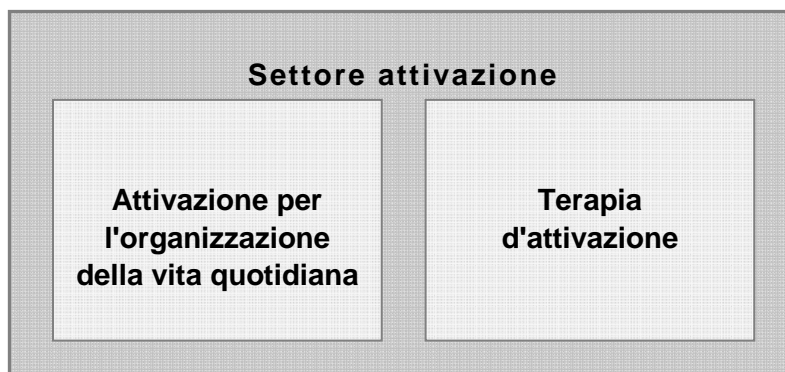 Settore attivazione
Attivazione per
l'organizzazione
della vita quotidiana
Terapia
d'attivazione